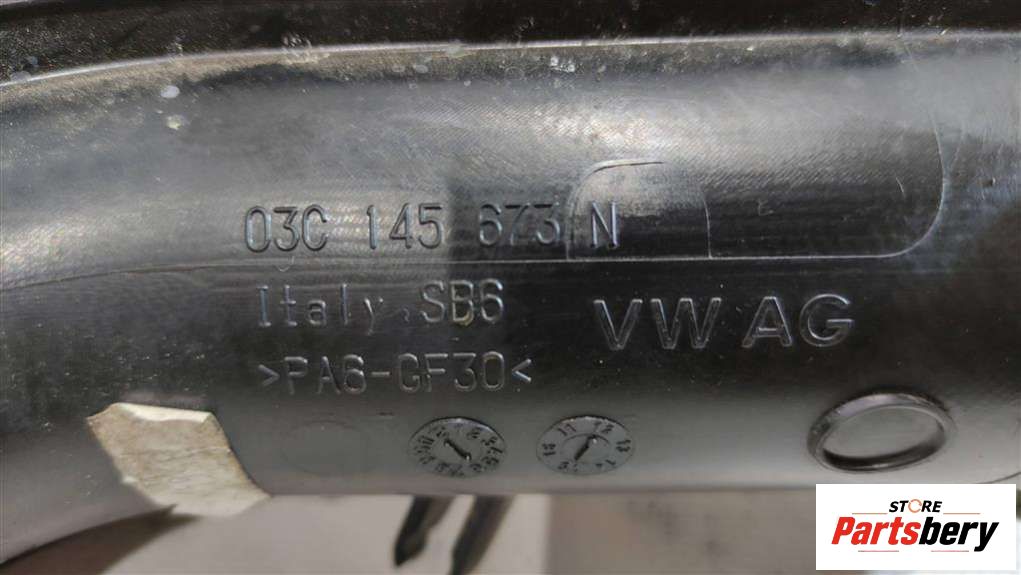 03C 145 673 N
Italy SB6
VW AG
>PA6-GF30<
STORE
Partsbery